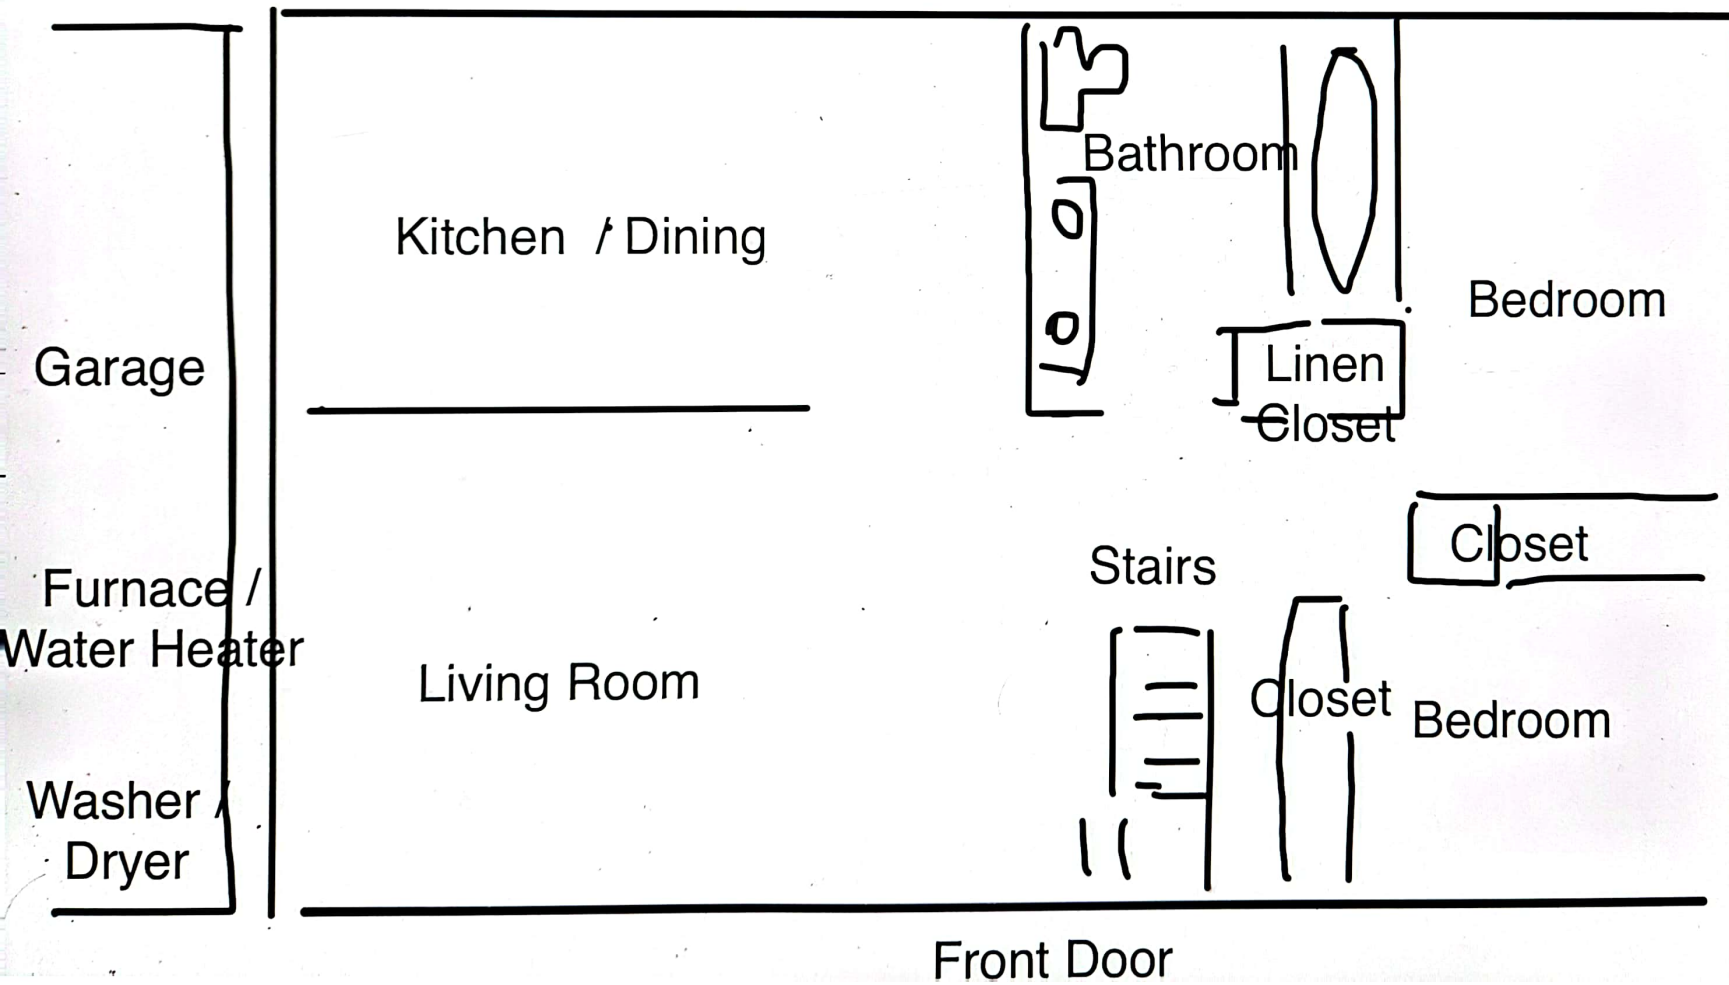 Bathroom
Kitchen / Dining
Bedroom
Garage
Linen
Closet
Closet
Stairs
Furnace /
Water Heater
Living Room
Closet
Bedroom
Washer /
Dryer
Front Door